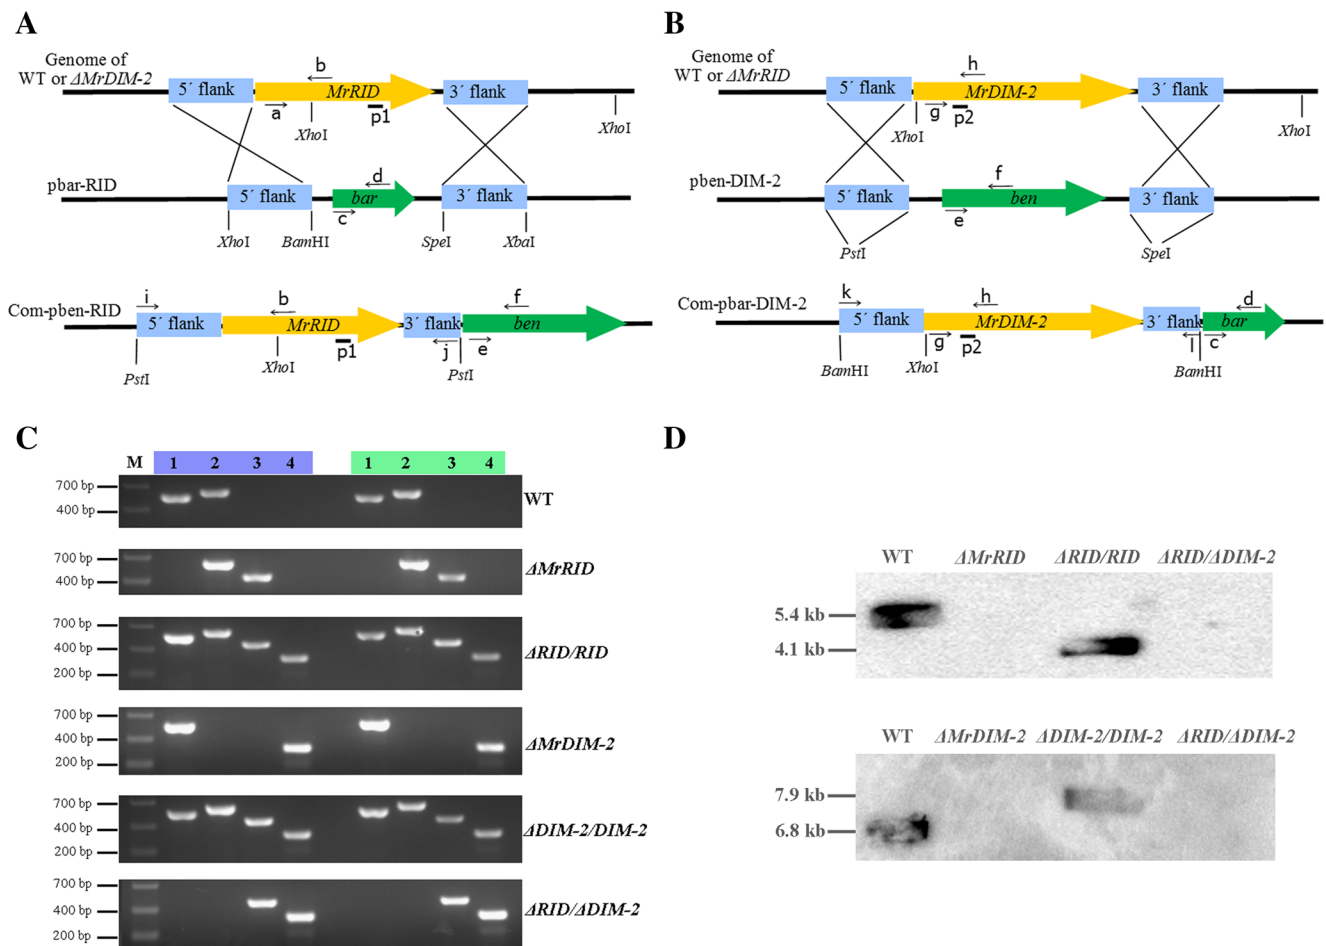 A
Genome of
WT or ΔMrDIM-2
5´ flank
b
MrRID
3´ flank
a
XhoI
p1
XhoI
pbar-RID
5´ flank
d
bar
c
3´ flank
XhoI
BamHI
SpeI
XbaI
Com-pben-RID
i
5´ flank
b
MrRID
3´ flank
f
ben
XhoI
p1
j
e
PstI
PstI
B
Genome of
WT or ΔMrRID
5´ flank
h
MrDIM-2
3´ flank
XhoI
g
p2
XhoI
pben-DIM-2
5´ flank
f
ben
e
3´ flank
PstI
SpeI
Com-pbar-DIM-2
k
5´ flank
h
MrDIM-2
3´ flank
d
bar
g
p2
l
c
BamHI
XhoI
BamHI
C
M 1 2 3 4 1 2 3 4
700 bp
400 bp
WT
700 bp
400 bp
ΔMrRID
700 bp
400 bp
200 bp
ΔRID/RID
700 bp
400 bp
200 bp
ΔMrDIM-2
700 bp
400 bp
200 bp
ΔDIM-2/DIM-2
700 bp
400 bp
200 bp
ΔRID/ΔDIM-2
D
WT ΔMrRID ΔRID/RID ΔRID/ΔDIM-2
5.4 kb
4.1 kb
WT ΔMrDIM-2 ΔDIM-2/DIM-2 ΔRID/ΔDIM-2
7.9 kb
6.8 kb